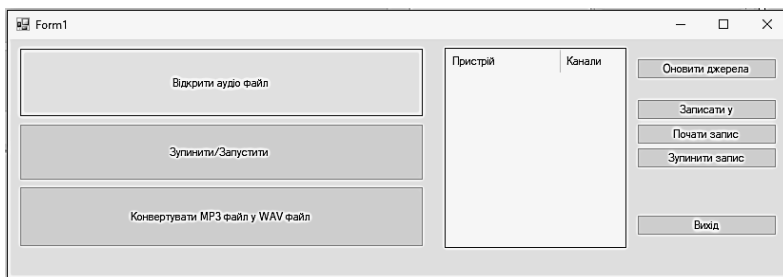 Form1
Відкрити аудіо файл
Зупинити/Запустити
Конвертувати MP3 файл у WAV файл
Пристрій Канали
Оновити джерела
Записати у
Почати запис
Зупинити запис
Вихід